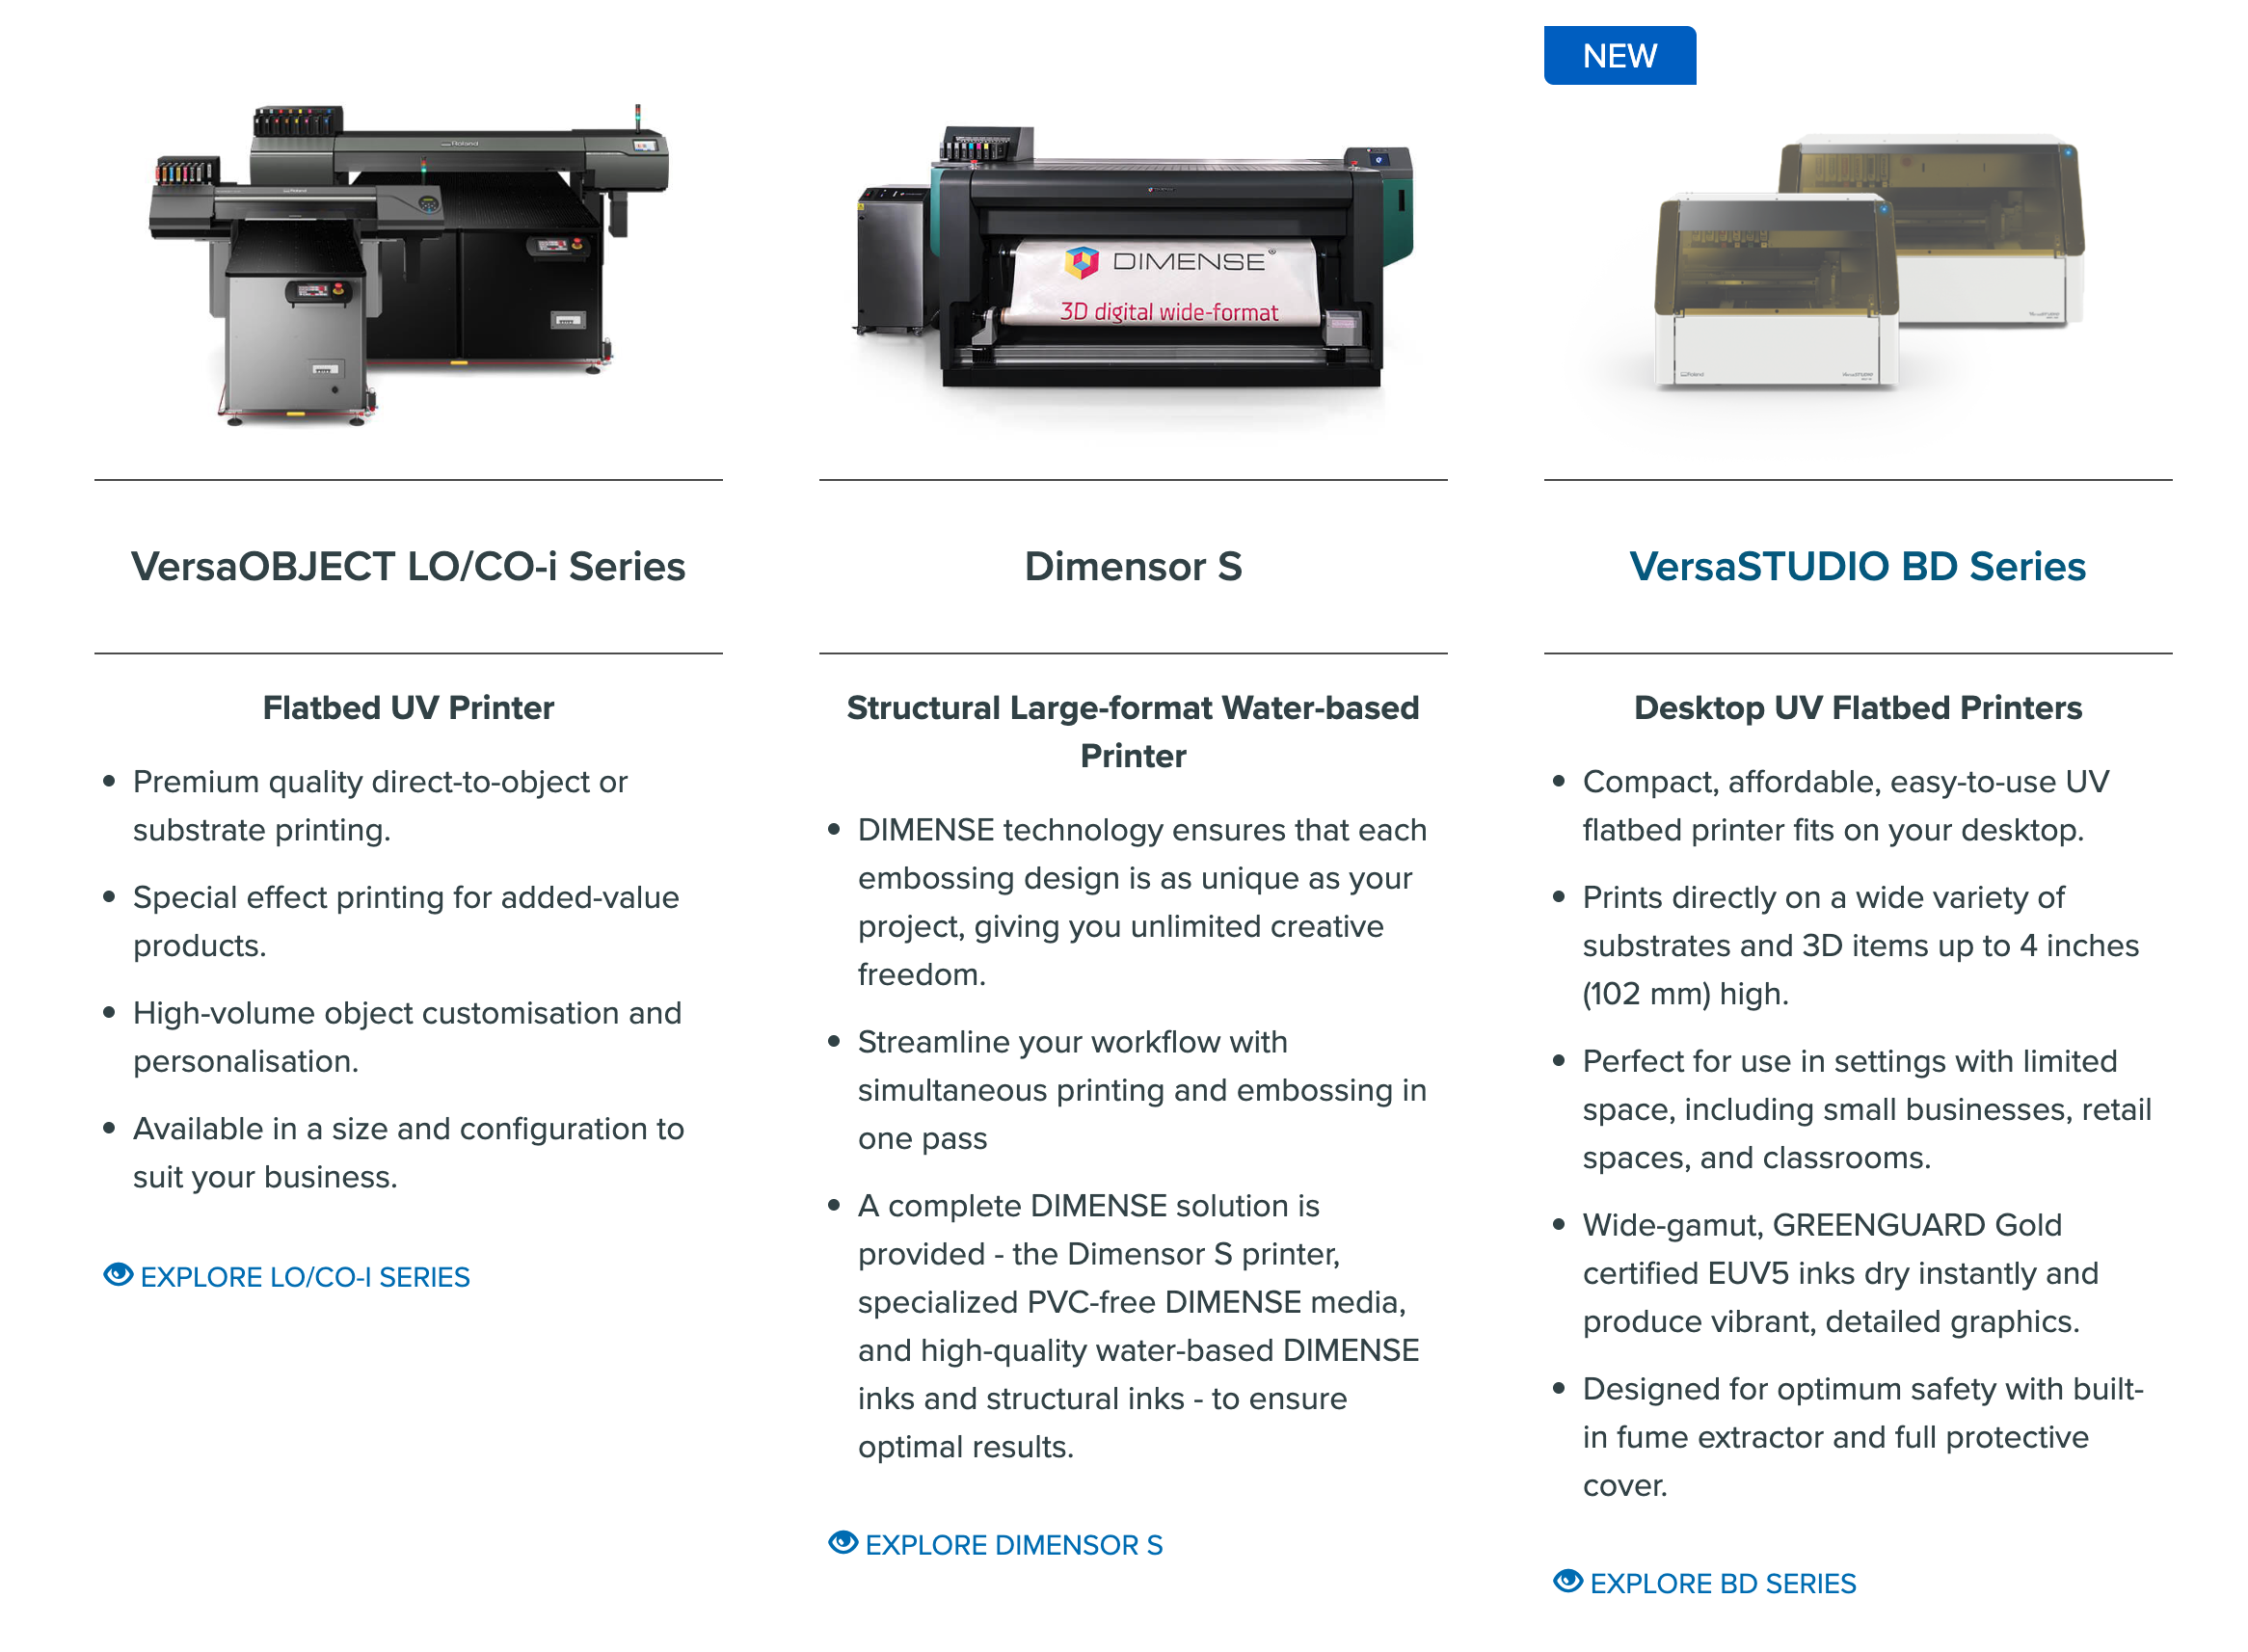 NEW
Roland
Roland
DIMENSE
DIMENSE®
3D digital wide-format
Roland
VersaSTUDIO
VersaSTUDIO
VersaOBJECT LO/CO-i Series
Dimensor S
VersaSTUDIO BD Series
Flatbed UV Printer
Premium quality direct-to-object or
substrate printing.
Special effect printing for added-value
products.
High-volume object customisation and
personalisation.
Available in a size and configuration to
suit your business.
EXPLORE LO/CO-I SERIES
Structural Large-format Water-based
Printer
DIMENSE technology ensures that each
embossing design is as unique as your
project, giving you unlimited creative
freedom.
Streamline your workflow with
simultaneous printing and embossing in
one pass
A complete DIMENSE solution is
provided - the Dimensor S printer,
specialized PVC-free DIMENSE media,
and high-quality water-based DIMENSE
inks and structural inks - to ensure
optimal results.
EXPLORE DIMENSOR S
Desktop UV Flatbed Printers
Compact, affordable, easy-to-use UV
flatbed printer fits on your desktop.
Prints directly on a wide variety of
substrates and 3D items up to 4 inches
(102 mm) high.
Perfect for use in settings with limited
space, including small businesses, retail
spaces, and classrooms.
Wide-gamut, GREENGUARD Gold
certified EUV5 inks dry instantly and
produce vibrant, detailed graphics.
Designed for optimum safety with built-
in fume extractor and full protective
cover.
EXPLORE BD SERIES